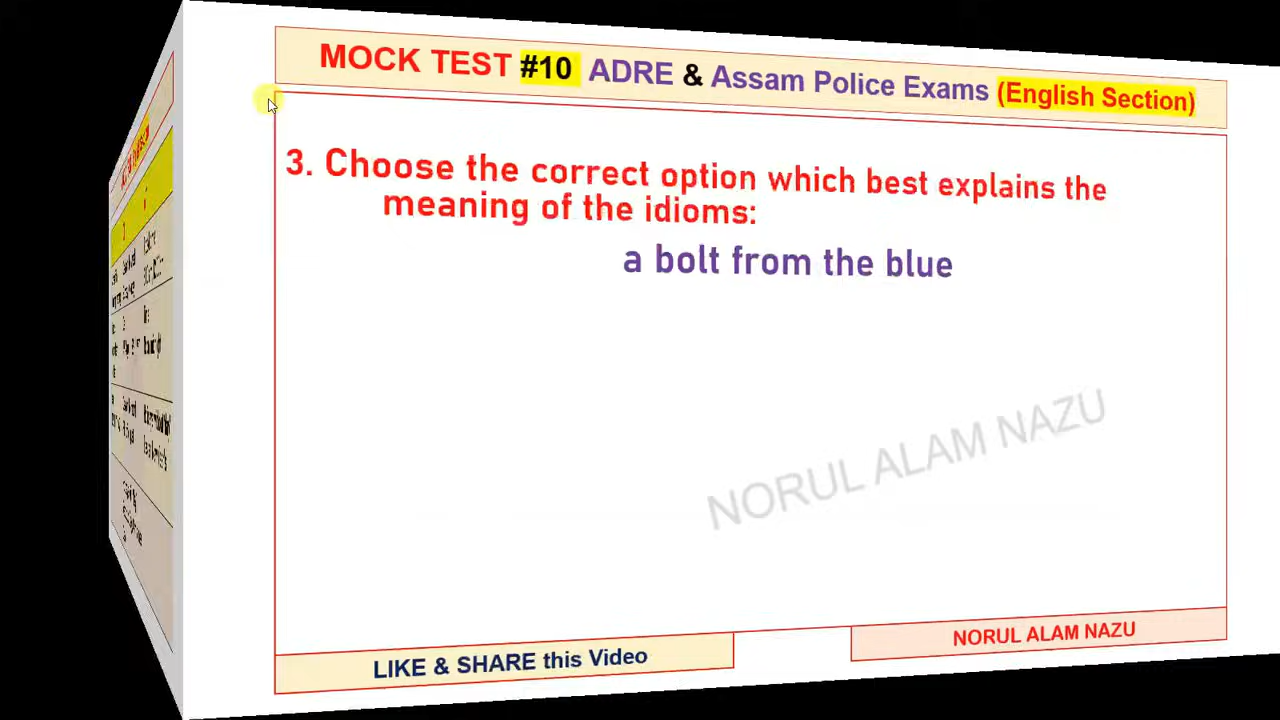 MOCK TEST #10 ADRE & Assam Police Exams (English Section)
3. Choose the correct option which best explains the
meaning of the idioms:
a bolt from the blue
NORUL ALAM NAZU
LIKE & SHARE this Video
NORUL ALAM NAZU